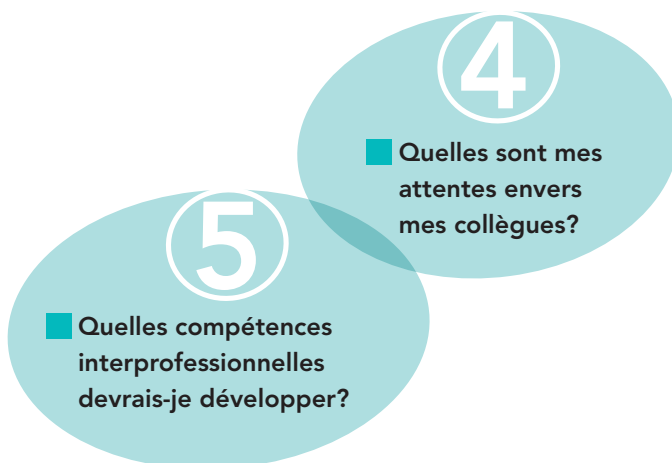 4
Quelles sont mes
attentes envers
mes collègues?
5
Quelles compétences
interprofessionnelles
devrais-je développer?